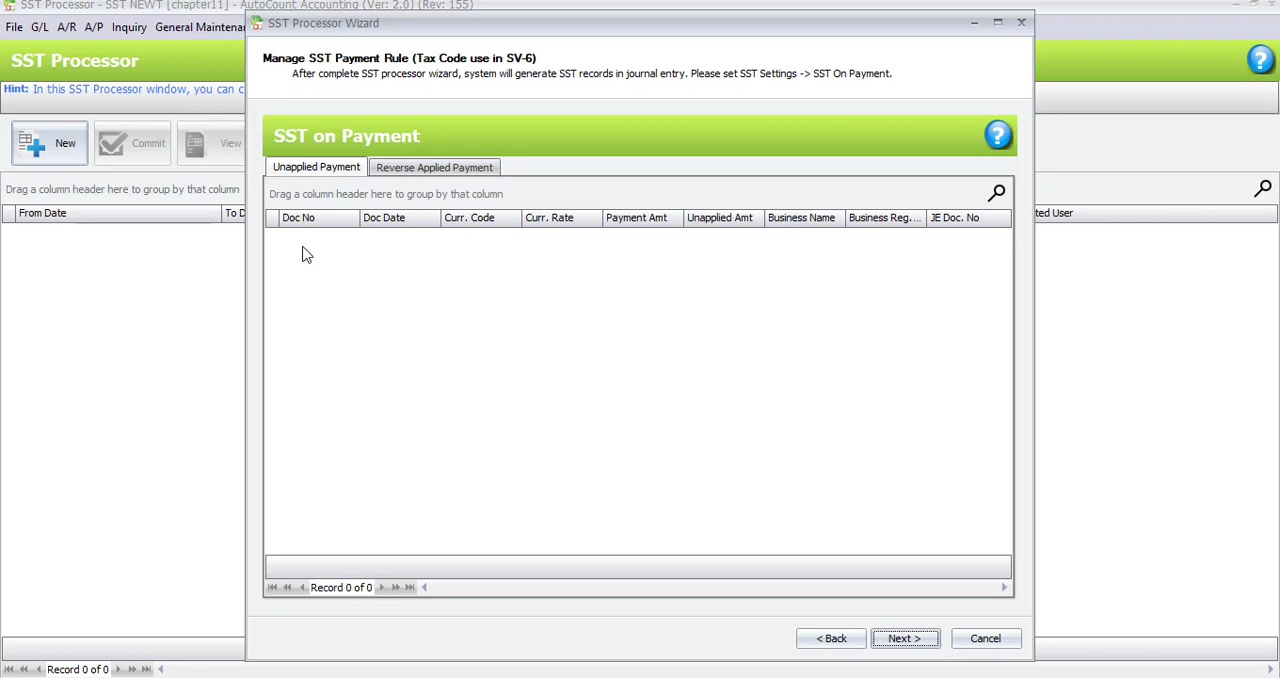 SST Processor - SST NEWT [chapter11] - AutoCount Accounting (Ver: 2.0) (Rev: 155)
File G/L A/R A/P Inquiry General Maintenan
SST Processor Wizard
SST Processor
Hint: In this SST Processor window, you can c
New Commit View
Drag a column header here to group by that column
From Date To D
Manage SST Payment Rule (Tax Code use in SV-6)
After complete SST processor wizard, system will generate SST records in journal entry. Please set SST Settings -> SST On Payment.
SST on Payment
Unapplied Payment Reverse Applied Payment
Drag a column header here to group by that column
Doc No Doc Date Curr. Code Curr. Rate Payment Amt Unapplied Amt Business Name Business Reg. ... JE Doc. No
ted User
Record 0 of 0
< Back Next > Cancel
Record 0 of 0